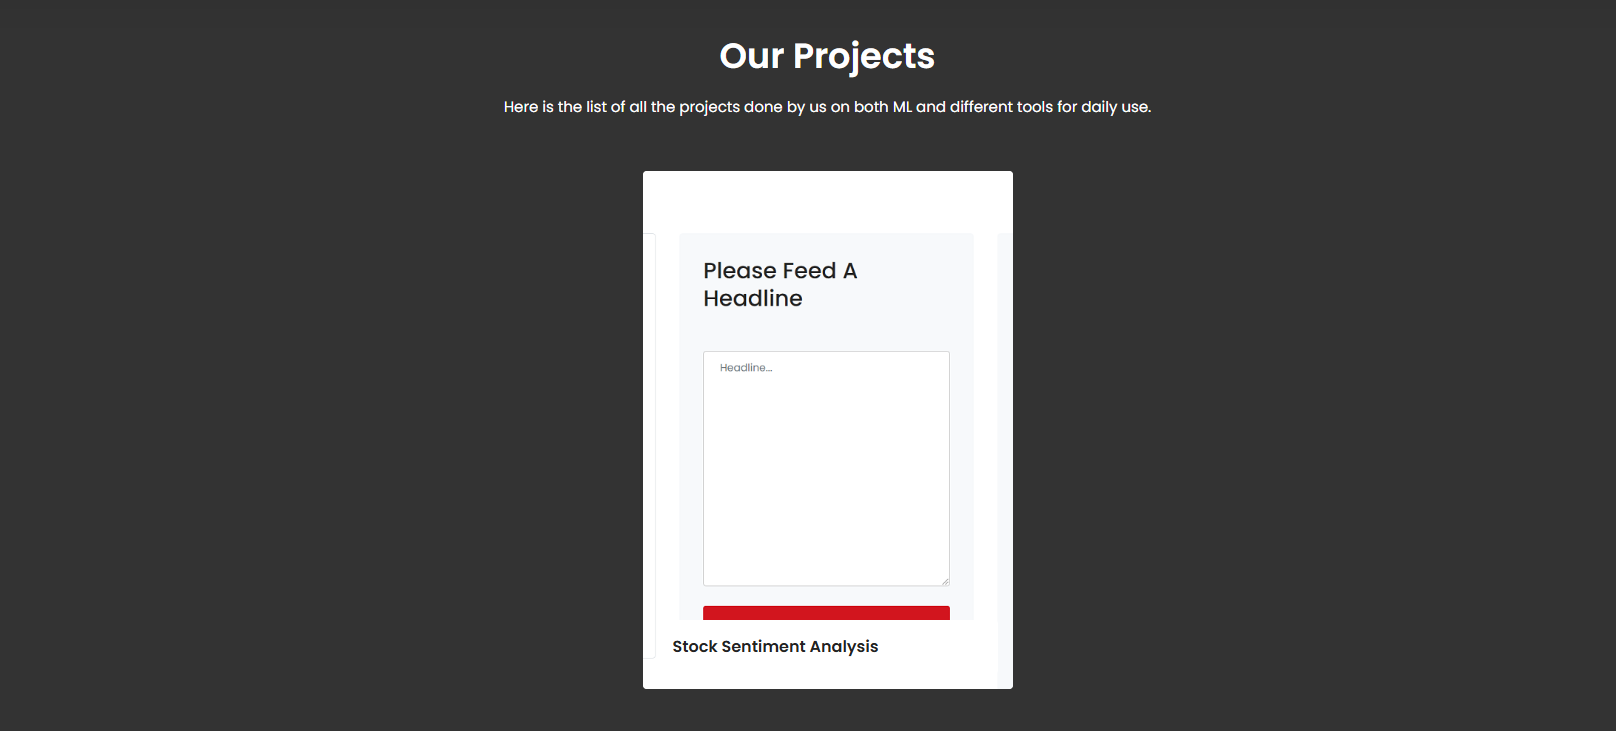 Our Projects
Here is the list of all the projects done by us on both ML and different tools for daily use.
Please Feed A
Headline
Headline...
Stock Sentiment Analysis